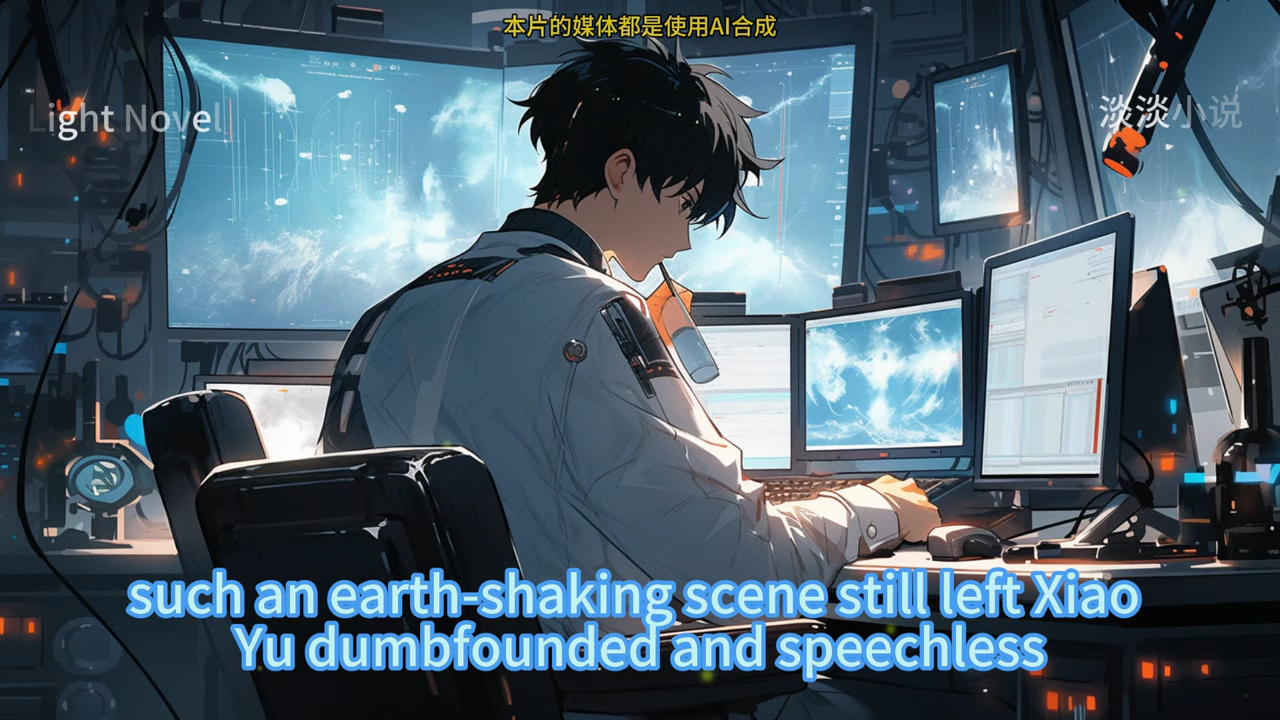 本片的媒体都是使用AI合成
Light Novel
淡淡小说
such an earth-shaking scene still left Xiao
Yu dumbfounded and speechless